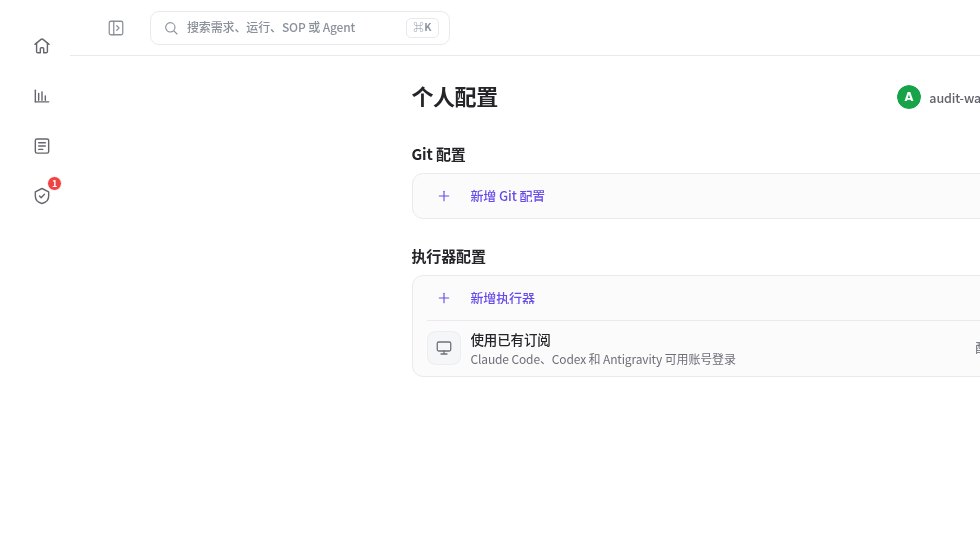 搜索需求、运行、SOP 或 Agent
⌘K
1
个人配置
A
audit-wa
Git 配置
新增 Git 配置
执行器配置
新增执行器
使用已有订阅
Claude Code、Codex 和 Antigravity 可用账号登录